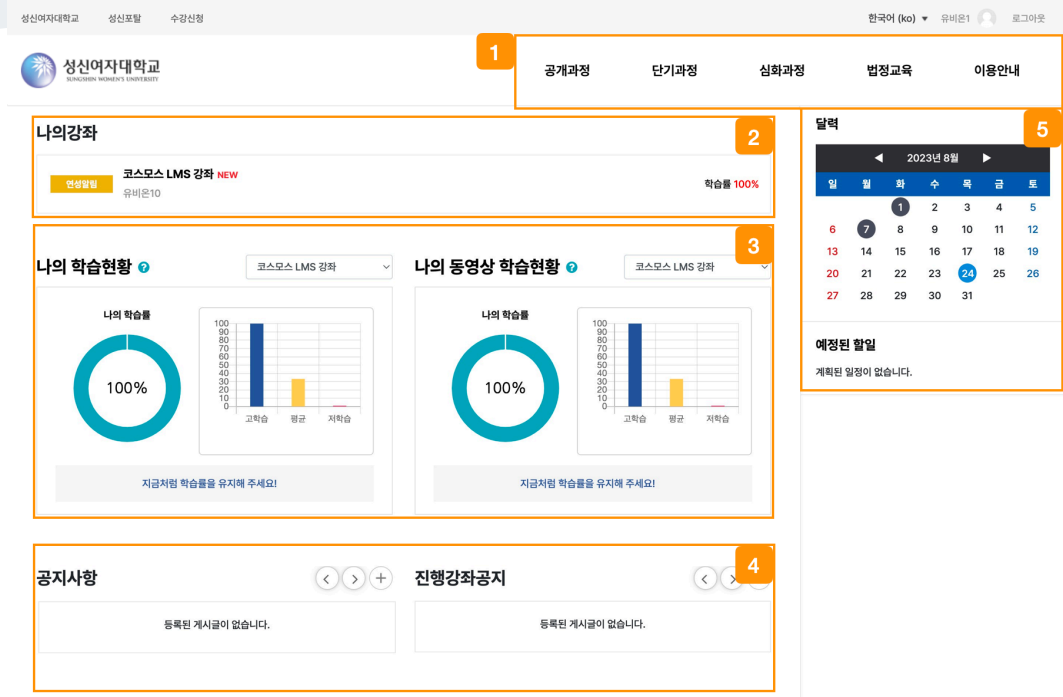 성신여자대학교 성신포탈 수강신청 한국어 (ko) ▼ 유비온1 로그아웃
성신여자대학교
SUNGSHIN WOMEN'S UNIVERSITY
1
공개과정 단기과정 심화과정 법정교육 이용안내
나의강좌
2
연성알림
코스모스 LMS 강좌 NEW
유비온10
학습률 100%
3
나의 학습현황 ?
코스모스 LMS 강좌
나의 학습률
100%
100
90
80
70
60
50
40
30
20
10
0
고학습 평균 저학습
지금처럼 학습률을 유지해 주세요!
나의 동영상 학습현황 ?
코스모스 LMS 강좌
나의 학습률
100%
100
90
80
70
60
50
40
30
20
10
0
고학습 평균 저학습
지금처럼 학습률을 유지해 주세요!
4
공지사항
등록된 게시글이 없습니다.
진행강좌공지
등록된 게시글이 없습니다.
달력
5
◀ 2023년 8월 ▶
일 월 화 수 목 금 토
1 2 3 4 5
6 7 8 9 10 11 12
13 14 15 16 17 18 19
20 21 22 23 24 25 26
27 28 29 30 31
예정된 할일
계획된 일정이 없습니다.